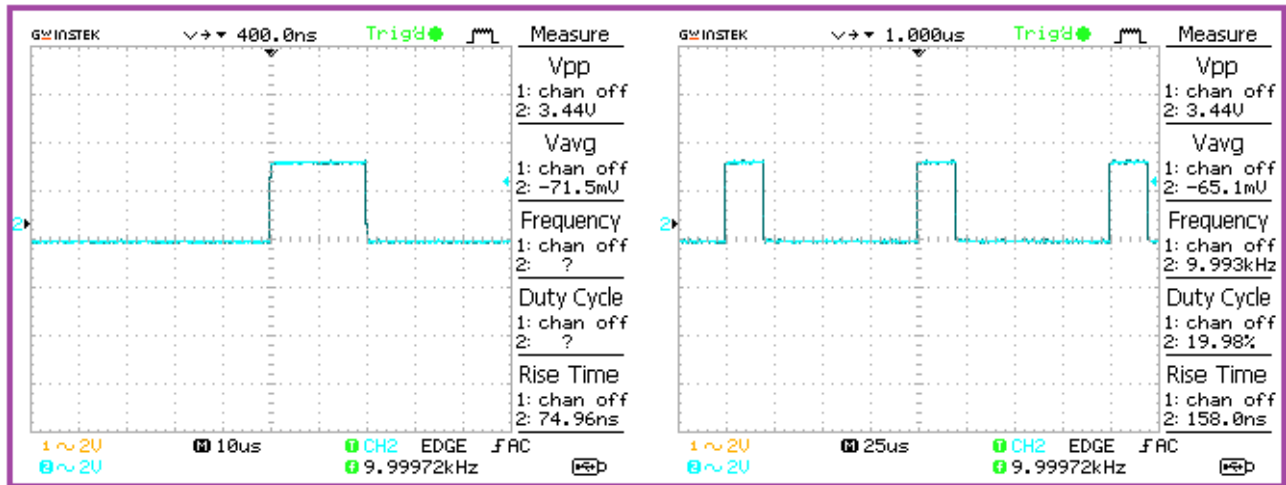 GW INSTEK 400.0ns Trig'd Measure
Vpp
1: chan off
2: 3.44V
Vavg
1: chan off
2: -71.5mV
2
Frequency
1: chan off
2: ?
Duty Cycle
1: chan off
2: ?
Rise Time
1: chan off
2: 74.96ns
1 ~ 2V M 10us T CH2 EDGE AC
2 ~ 2V f 9.99972kHz
GW INSTEK 1.000us Trig'd Measure
Vpp
1: chan off
2: 3.44V
Vavg
1: chan off
2: -65.1mV
2
Frequency
1: chan off
2: 9.993kHz
Duty Cycle
1: chan off
2: 19.98%
Rise Time
1: chan off
2: 158.0ns
1 ~ 2V M 25us T CH2 EDGE AC
2 ~ 2V f 9.99972kHz